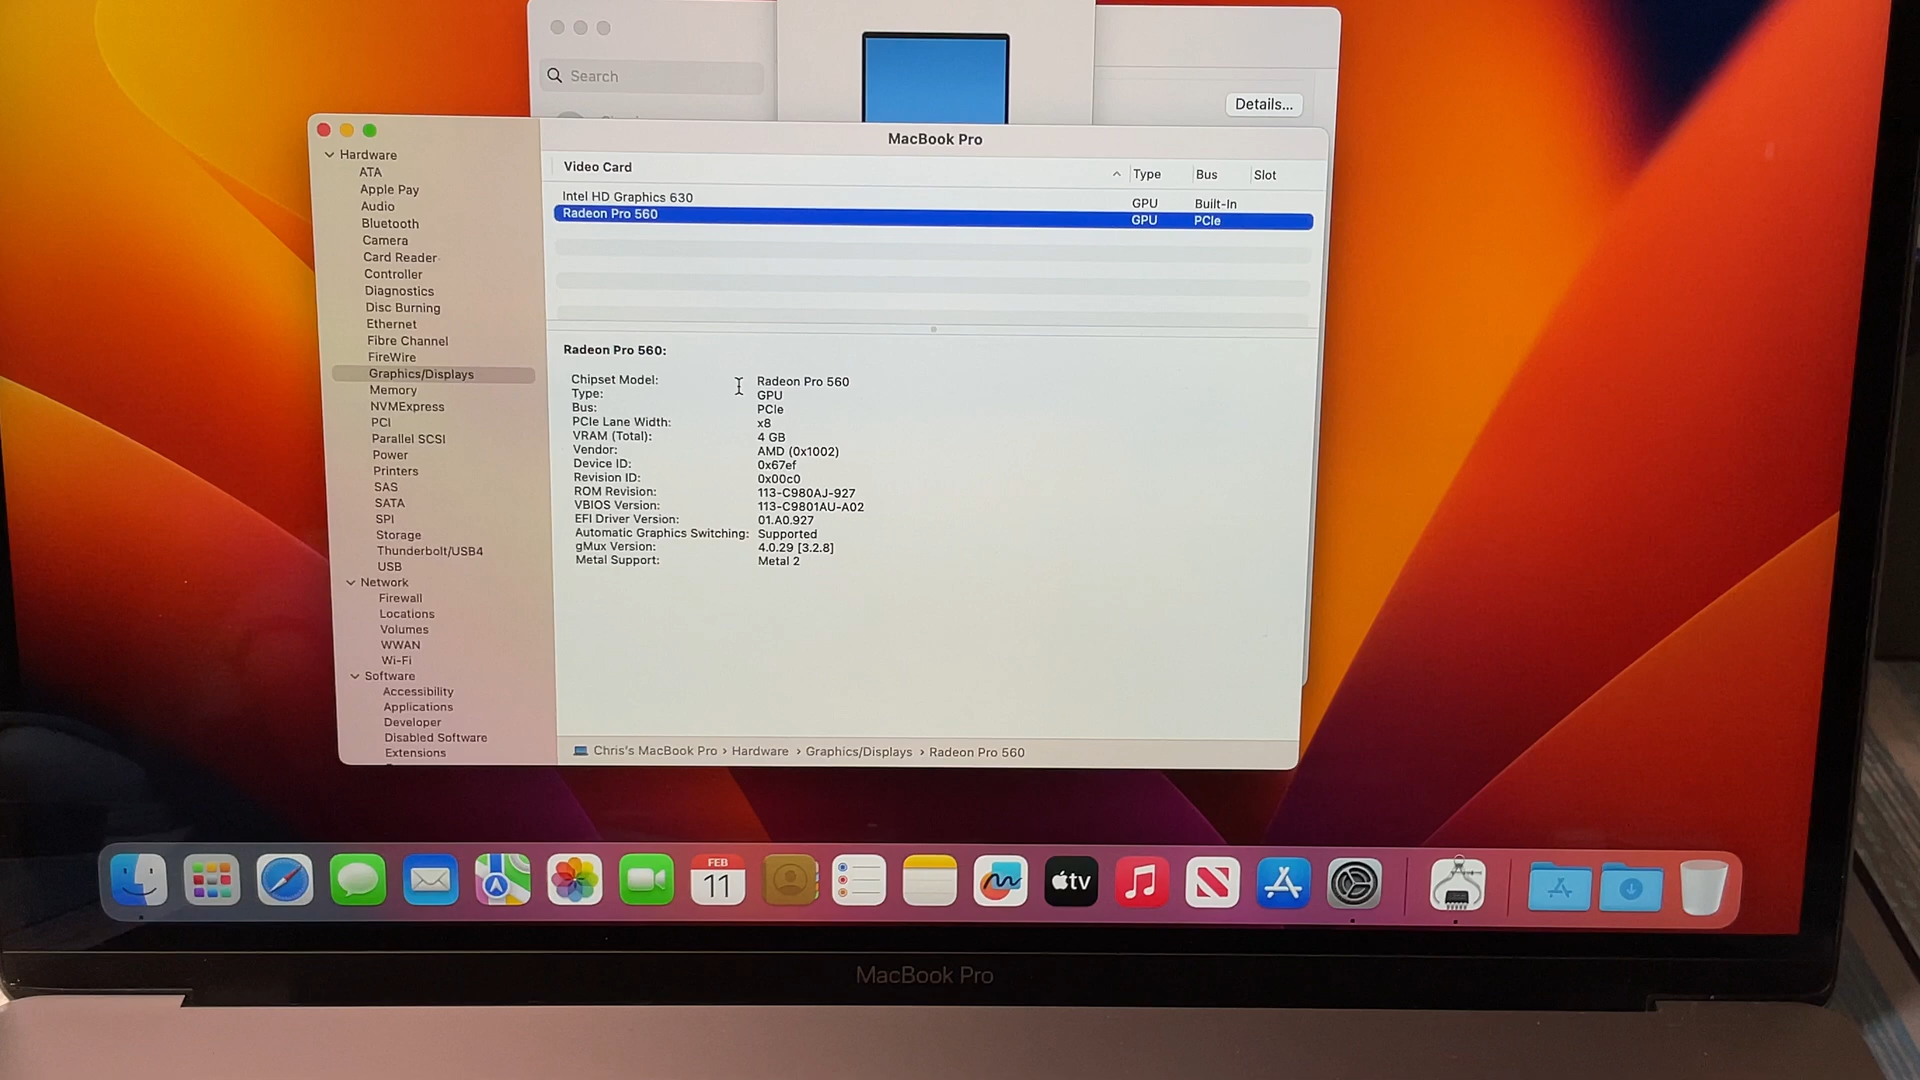 Search
Details...
MacBook Pro
Hardware
ATA
Apple Pay
Audio
Bluetooth
Camera
Card Reader
Controller
Diagnostics
Disc Burning
Ethernet
Fibre Channel
FireWire
Graphics/Displays
Memory
NVMExpress
PCI
Parallel SCSI
Power
Printers
SAS
SATA
SPI
Storage
Thunderbolt/USB4
USB
Network
Firewall
Locations
Volumes
WWAN
Wi-Fi
Software
Accessibility
Applications
Developer
Disabled Software
Extensions
Video Card Type Bus Slot
Intel HD Graphics 630 GPU Built-In
Radeon Pro 560 GPU PCIe
Radeon Pro 560:
Chipset Model: Radeon Pro 560
Type: GPU
Bus: PCIe
PCIe Lane Width: x8
VRAM (Total): 4 GB
Vendor: AMD (0x1002)
Device ID: 0x67ef
Revision ID: 0x00c0
ROM Revision: 113-C980AJ-927
VBIOS Version: 113-C9801AU-A02
EFI Driver Version: 01.A0.927
Automatic Graphics Switching: Supported
gMux Version: 4.0.29 [3.2.8]
Metal Support: Metal 2
Chris's MacBook Pro › Hardware › Graphics/Displays › Radeon Pro 560
FEB
11
tv
MacBook Pro